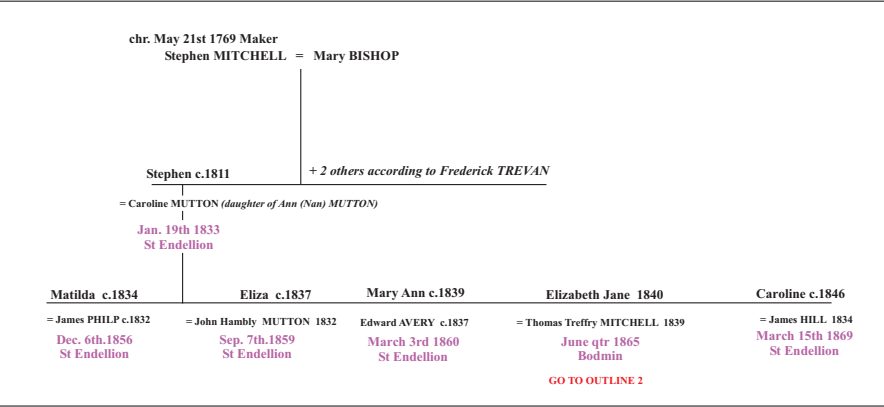 chr. May 21st 1769 Maker
Stephen MITCHELL = Mary BISHOP
Stephen c.1811
+ 2 others according to Frederick TREVAN
= Caroline MUTTON (daughter of Ann (Nan) MUTTON)
Jan. 19th 1833
St Endellion
Matilda c.1834
= James PHILP c.1832
Dec. 6th.1856
St Endellion
Eliza c.1837
= John Hambly MUTTON 1832
Sep. 7th.1859
St Endellion
Mary Ann c.1839
Edward AVERY c.1837
March 3rd 1860
St Endellion
Elizabeth Jane 1840
= Thomas Treffry MITCHELL 1839
June qtr 1865
Bodmin
GO TO OUTLINE 2
Caroline c.1846
= James HILL 1834
March 15th 1869
St Endellion